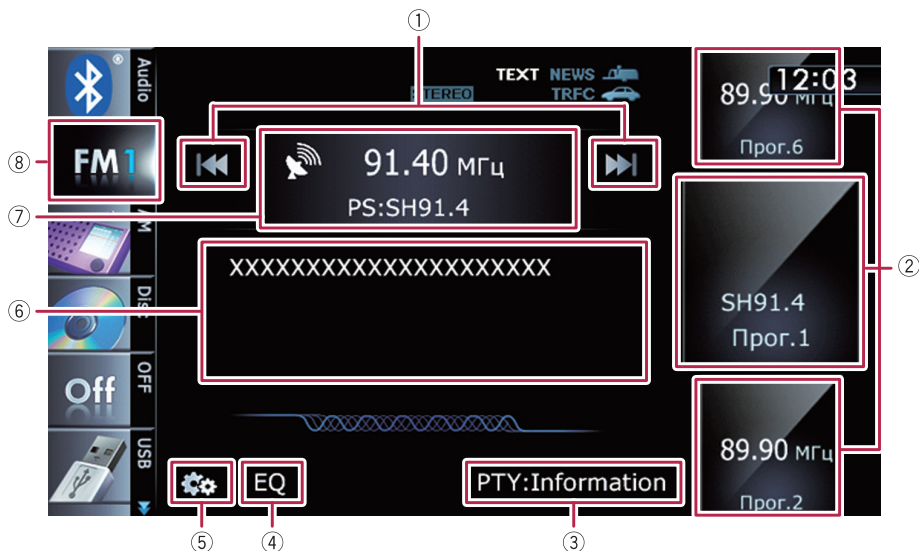 ①
Audio
TEXT NEWS
STEREO TRFC
12:03
89.90 МГц
Прог.6
⑧
FM1
91.40 МГц
PS:SH91.4
⑦
②
XXXXXXXXXXXXXXXXXXXXX
SH91.4
Прог.1
⑥
Disc
Off
OFF
89.90 МГц
Прог.2
USB
EQ
PTY:Information
⑤
④
③